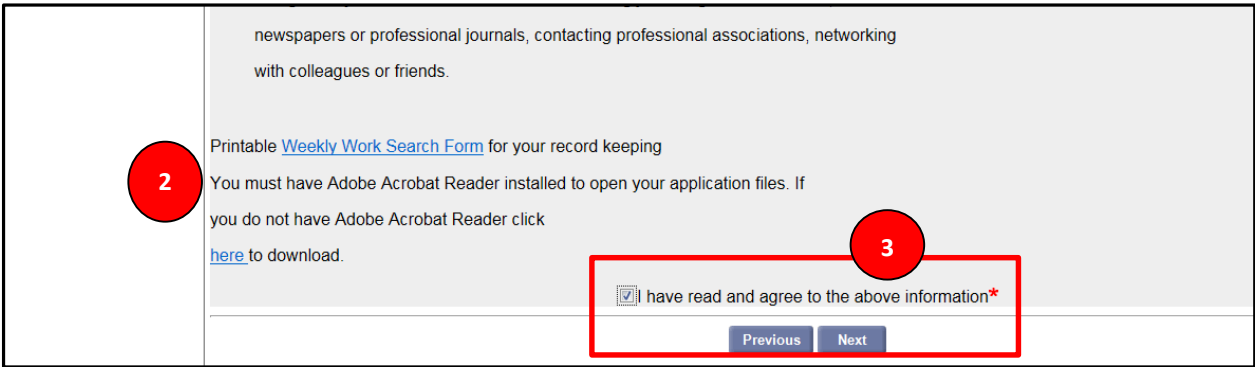 newspapers or professional journals, contacting professional associations, networking
with colleagues or friends.
Printable Weekly Work Search Form for your record keeping
2
You must have Adobe Acrobat Reader installed to open your application files. If
you do not have Adobe Acrobat Reader click
here to download.
3
I have read and agree to the above information*
Previous Next